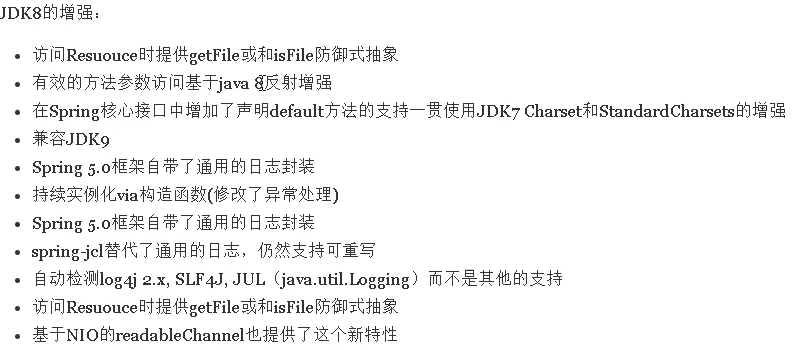 JDK8的增强：
访问Resuouce时提供getFile或和isFile防御式抽象
有效的方法参数访问基于java 8反射增强
在Spring核心接口中增加了声明default方法的支持一贯使用JDK7 Charset和StandardCharsets的增强
兼容JDK9
Spring 5.0框架自带了通用的日志封装
持续实例化via构造函数(修改了异常处理)
Spring 5.0框架自带了通用的日志封装
spring-jcl替代了通用的日志，仍然支持可重写
自动检测log4j 2.x, SLF4J, JUL（java.util.Logging）而不是其他的支持
访问Resuouce时提供getFile或和isFile防御式抽象
基于NIO的readableChannel也提供了这个新特性